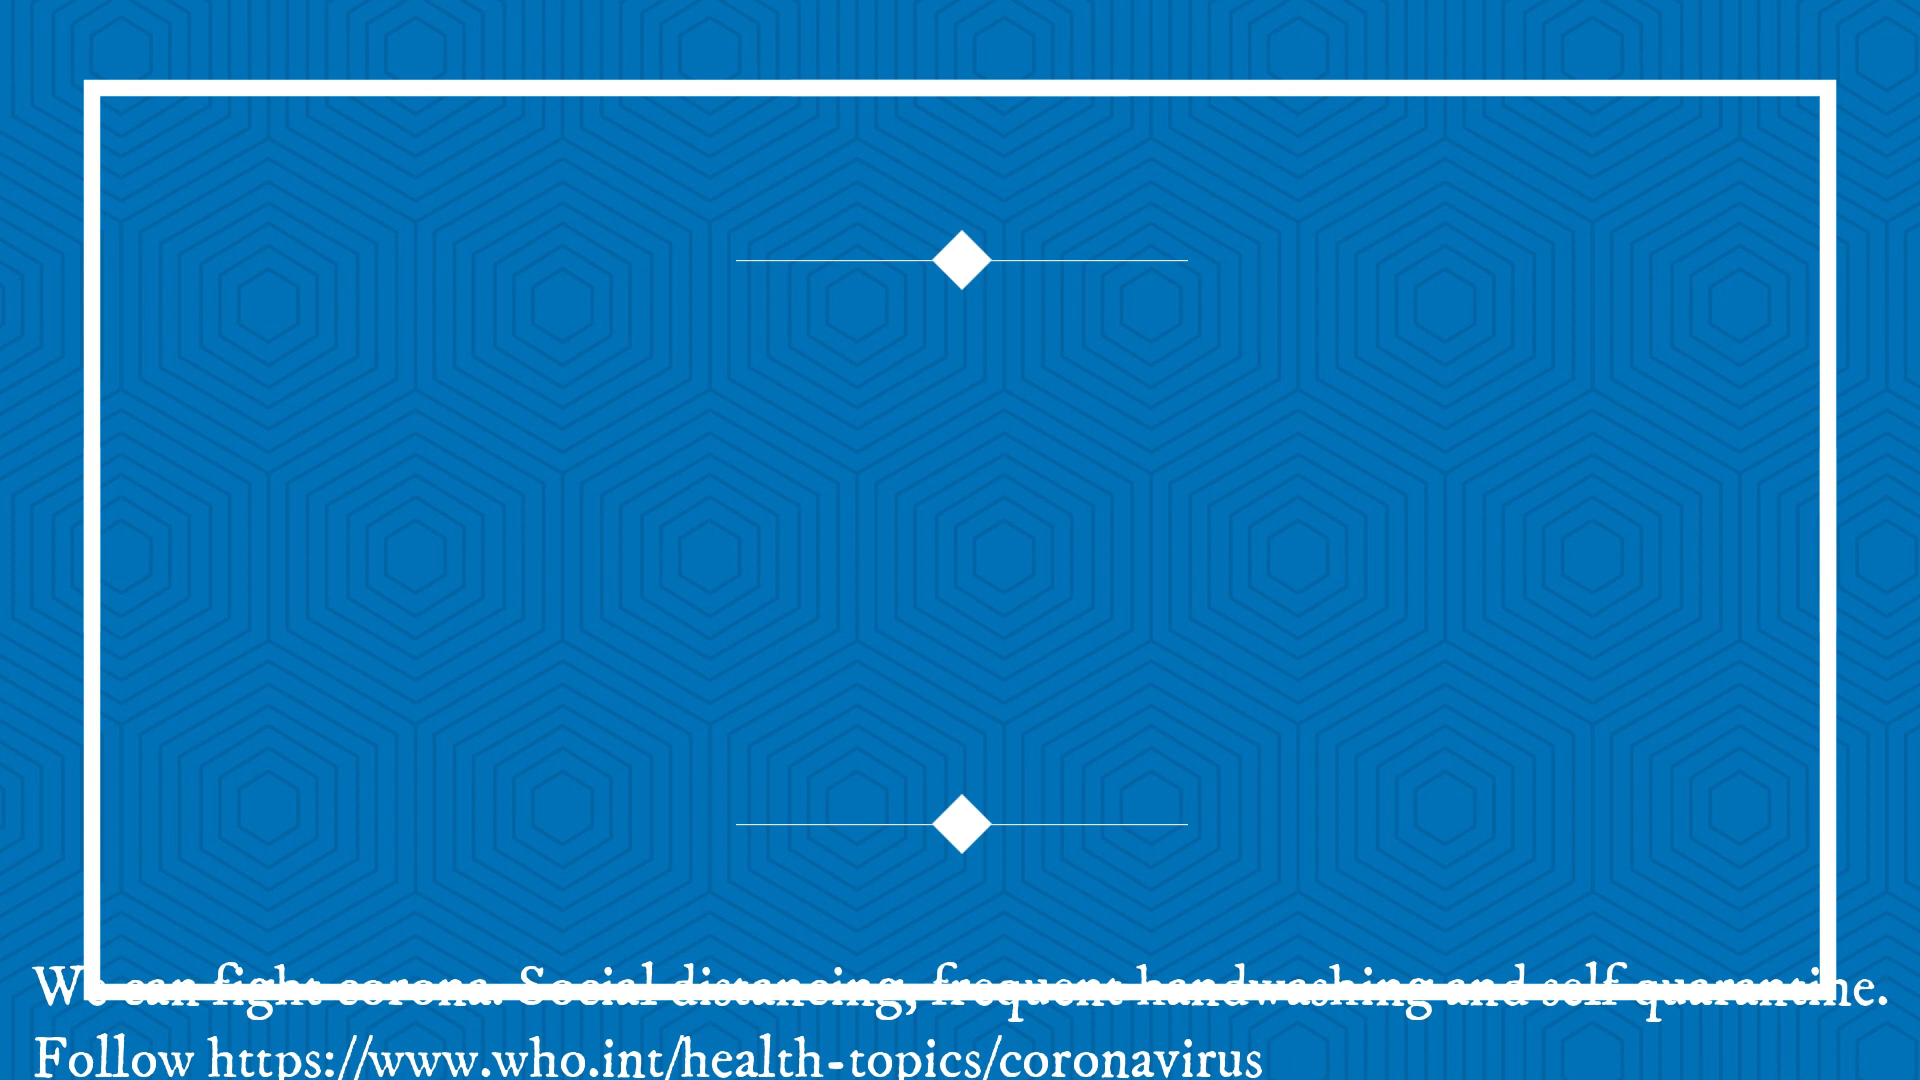 We can fight corona. Social distancing, frequent handwashing and self quarantine.
Follow https://www.who.int/health-topics/coronavirus